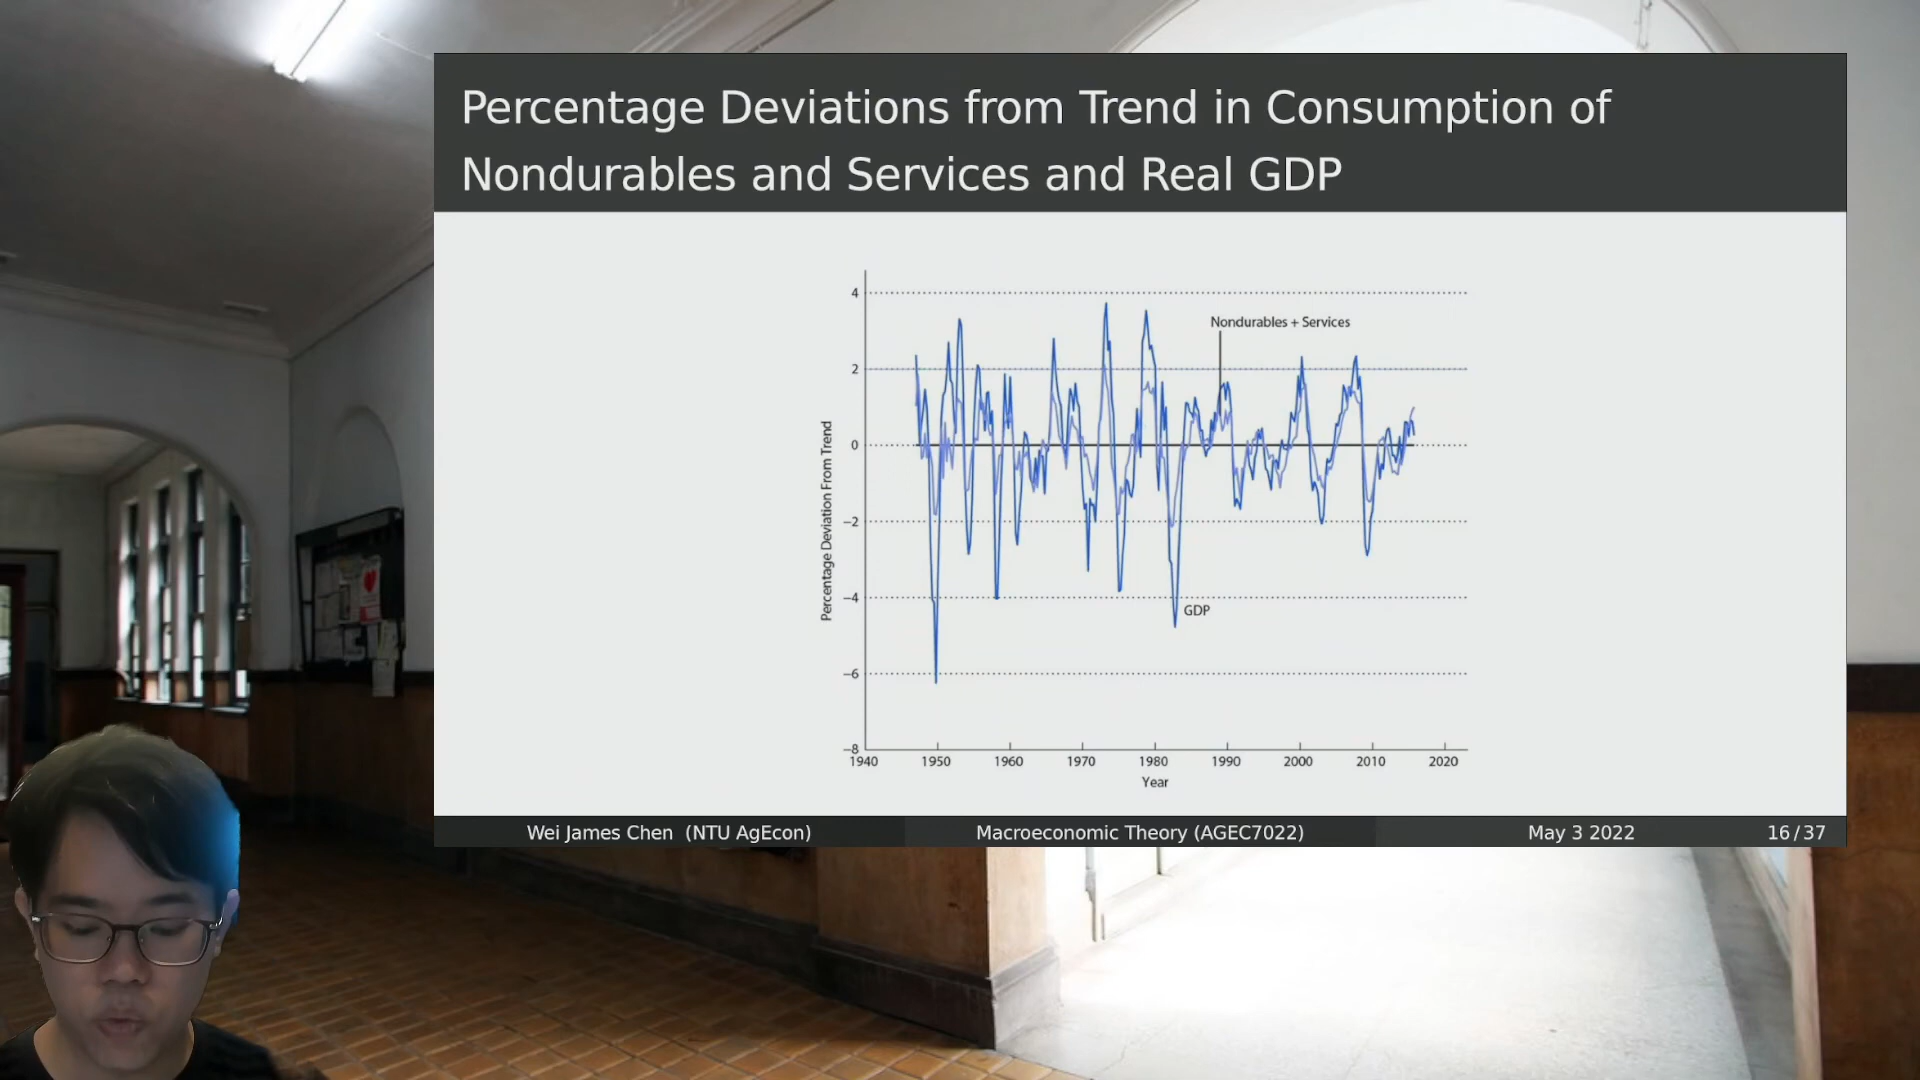 Percentage Deviations from Trend in Consumption of
Nondurables and Services and Real GDP
4
Nondurables + Services
2
0
−2
−4
GDP
−6
−8
Percentage Deviation From Trend
1940 1950 1960 1970 1980 1990 2000 2010 2020
Year
Wei James Chen (NTU AgEcon) Macroeconomic Theory (AGEC7022) May 3 2022 16/37